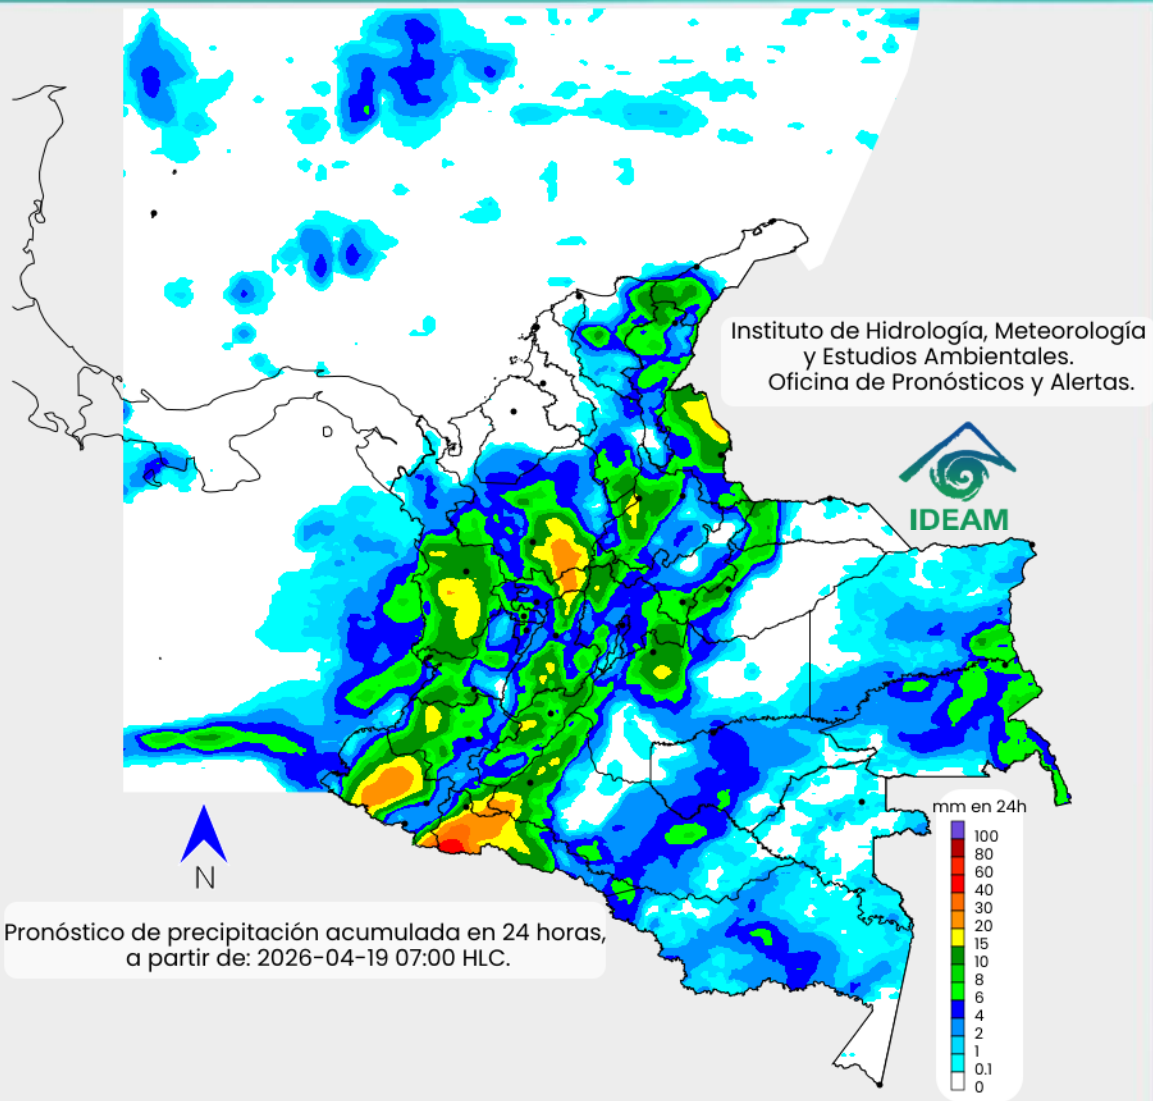 Instituto de Hidrología, Meteorología
y Estudios Ambientales.
Oficina de Pronósticos y Alertas.
IDEAM
mm en 24h
100
80
60
40
30
20
15
10
8
6
4
2
1
0.1
0
N
Pronóstico de precipitación acumulada en 24 horas,
a partir de: 2026-04-19 07:00 HLC.